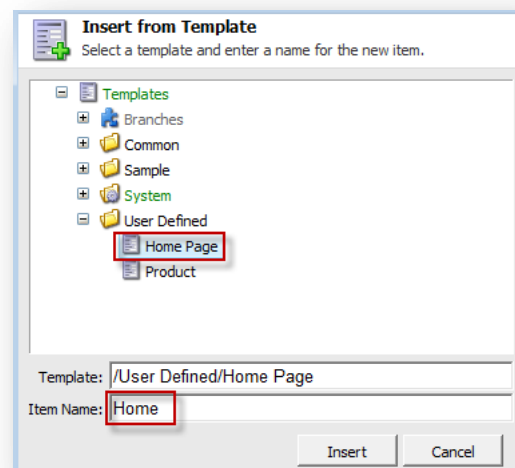 Insert from Template
Select a template and enter a name for the new item.
Templates
Branches
Common
Sample
System
User Defined
Home Page
Product
Template: /User Defined/Home Page
Item Name: Home
Insert Cancel